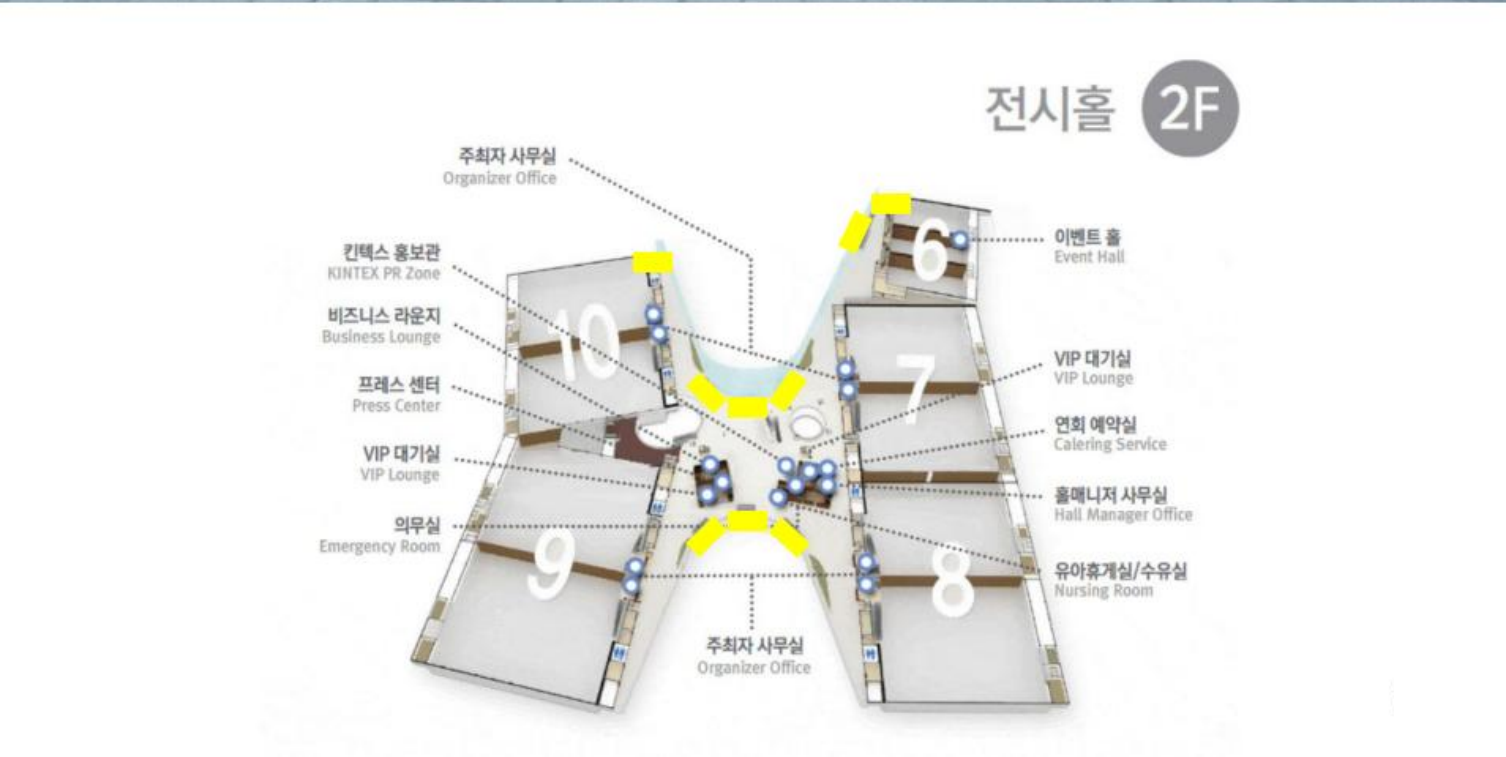 전시홀 2F
주최자 사무실
Organizer Office
킨텍스 홍보관
KINTEX PR Zone
비즈니스 라운지
Business Lounge
프레스 센터
Press Center
VIP 대기실
VIP Lounge
의무실
Emergency Room
이벤트 홀
Event Hall
VIP 대기실
VIP Lounge
연회 예약실
Calering Service
홀매니저 사무실
Hall Manager Office
유아휴게실/수유실
Nursing Room
주최자 사무실
Organizer Office
6
10
7
9
8